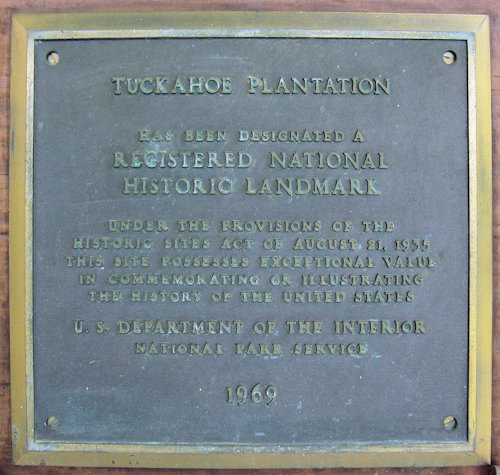 TUCKAHOE PLANTATION
HAS BEEN DESIGNATED A
REGISTERED NATIONAL
HISTORIC LANDMARK
UNDER THE PROVISIONS OF THE
HISTORIC SITES ACT OF AUGUST 21, 1935
THIS SITE POSSESSES EXCEPTIONAL VALUE
IN COMMEMORATING OR ILLUSTRATING
THE HISTORY OF THE UNITED STATES
U. S. DEPARTMENT OF THE INTERIOR
NATIONAL PARK SERVICE
1969